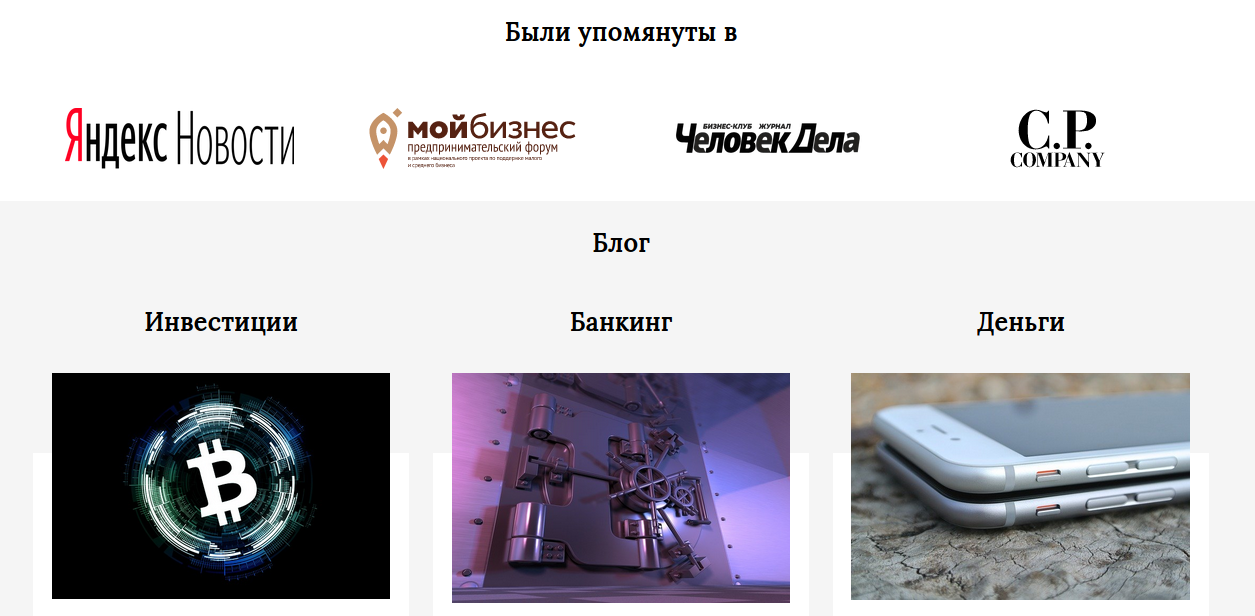 Были упомянуты в
Яндекс Новости
мойбизнес
предпринимательский форум
в рамках национального проекта по поддержке малого
и среднего бизнеса
БИЗНЕС-КЛУБ ЖУРНАЛ
Человек Дела
C.P.
COMPANY
Блог
Инвестиции
Банкинг
Деньги